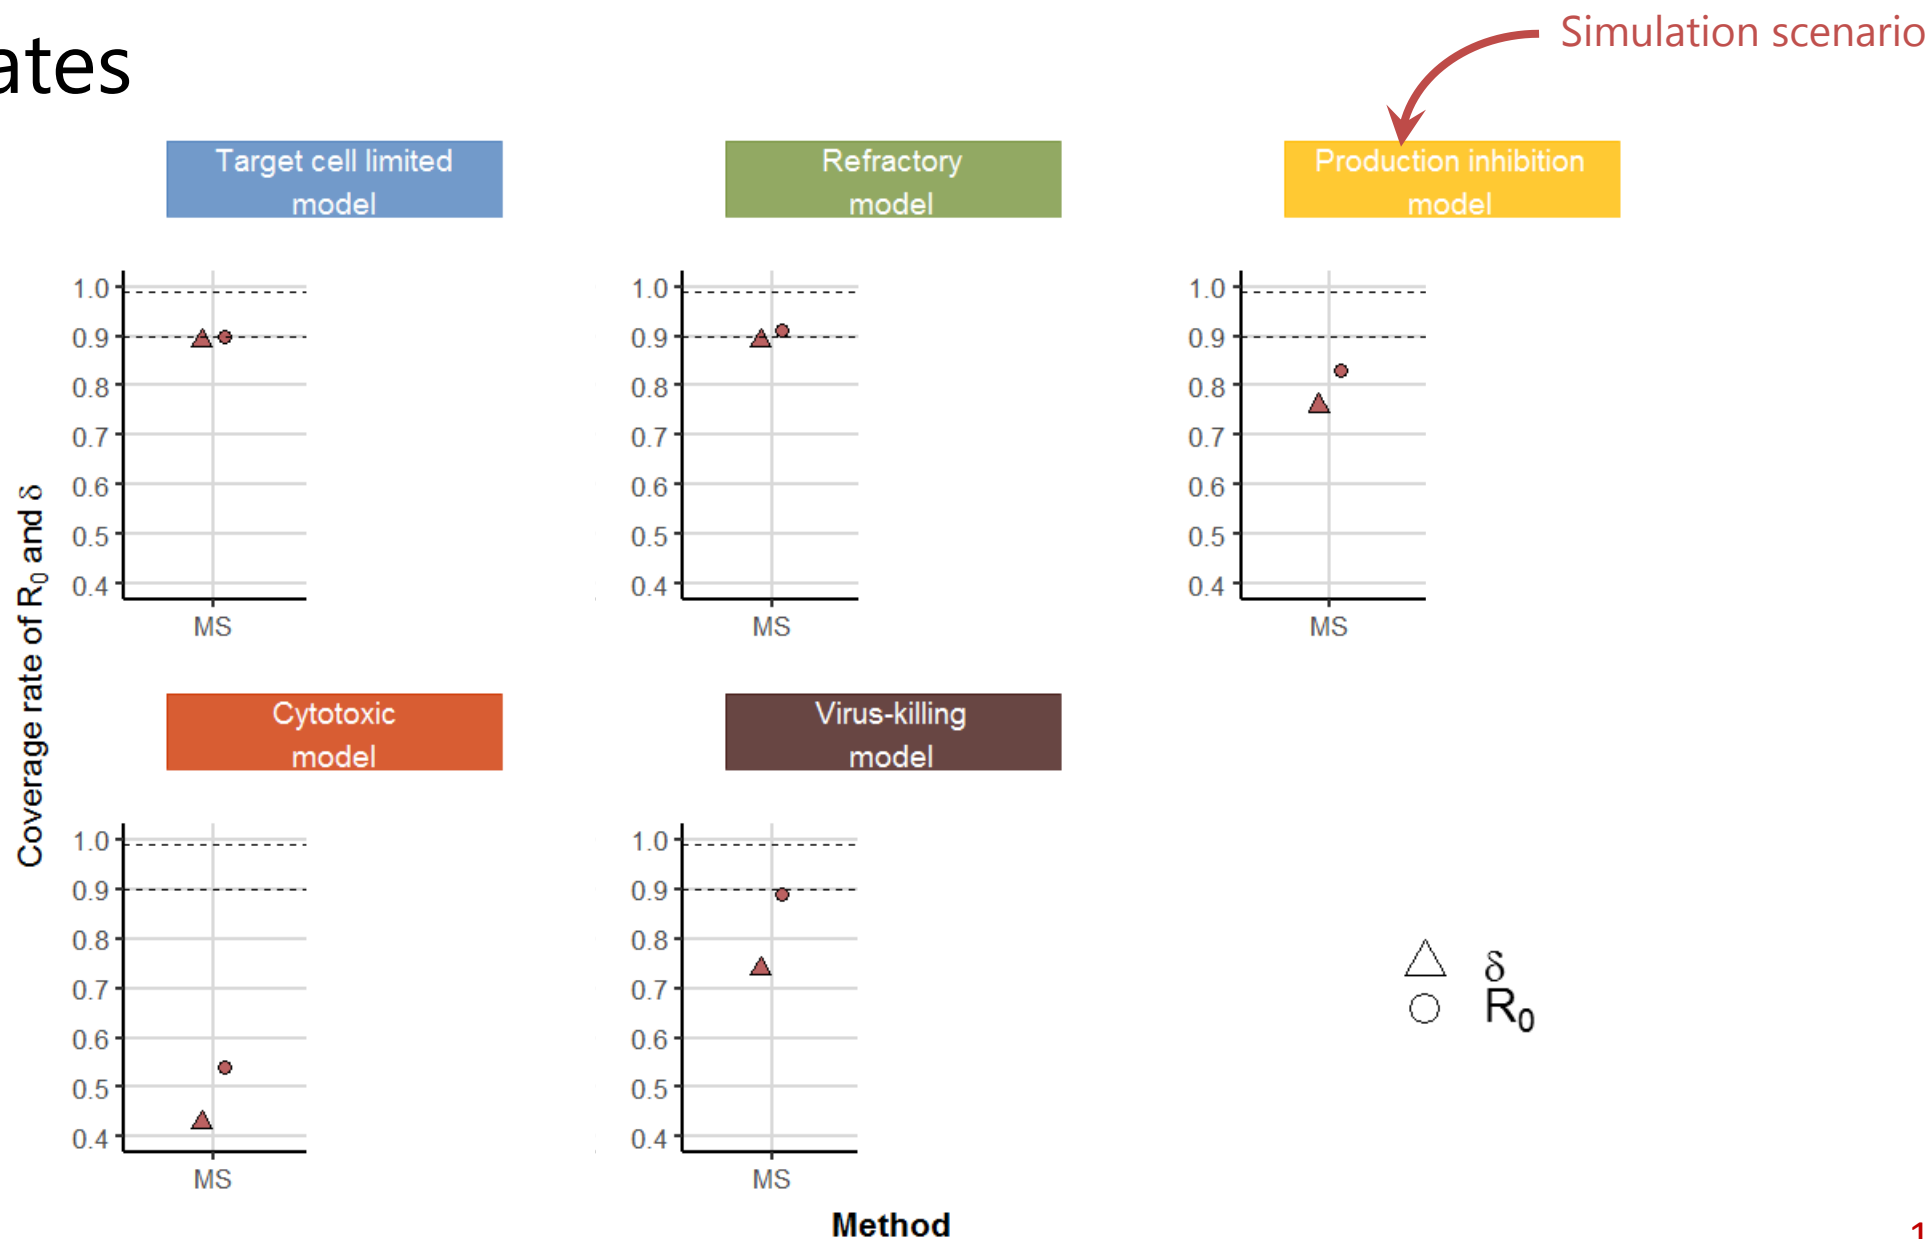 ates
Simulation scenario
Target cell limited
model
Refractory
model
Production inhibition
model
1.0
0.9
0.8
0.7
0.6
0.5
0.4
MS
1.0
0.9
0.8
0.7
0.6
0.5
0.4
MS
1.0
0.9
0.8
0.7
0.6
0.5
0.4
MS
Coverage rate of R₀ and δ
Cytotoxic
model
Virus-killing
model
1.0
0.9
0.8
0.7
0.6
0.5
0.4
MS
1.0
0.9
0.8
0.7
0.6
0.5
0.4
MS
δ
R₀
Method